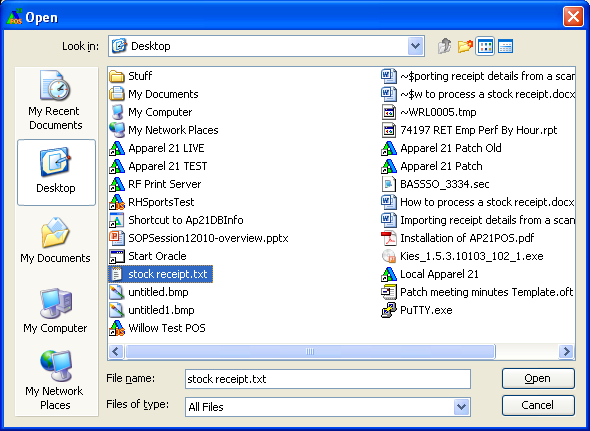 Open
Look in:
Desktop
My Recent
Documents
Desktop
My Documents
My Computer
My Network
Places
Stuff
My Documents
My Computer
My Network Places
Apparel 21 LIVE
Apparel 21 TEST
RF Print Server
RHSportsTest
Shortcut to Ap21DBInfo
SOPSession12010-overview.pptx
Start Oracle
stock receipt.txt
untitled.bmp
untitled1.bmp
Willow Test POS
~$porting receipt details from a scan
~$w to process a stock receipt.docx
~WRL0005.tmp
74197 RET Emp Perf By Hour.rpt
Apparel 21 Patch Old
Apparel 21 Patch
BASSSO_3334.sec
How to process a stock receipt.docx
Importing receipt details from a scan
Installation of AP21POS.pdf
Kies_1.5.3.10103_102_1.exe
Local Apparel 21
Patch meeting minutes Template.oft
PuTTY.exe
File name:
stock receipt.txt
Open
Files of type:
All Files
Cancel